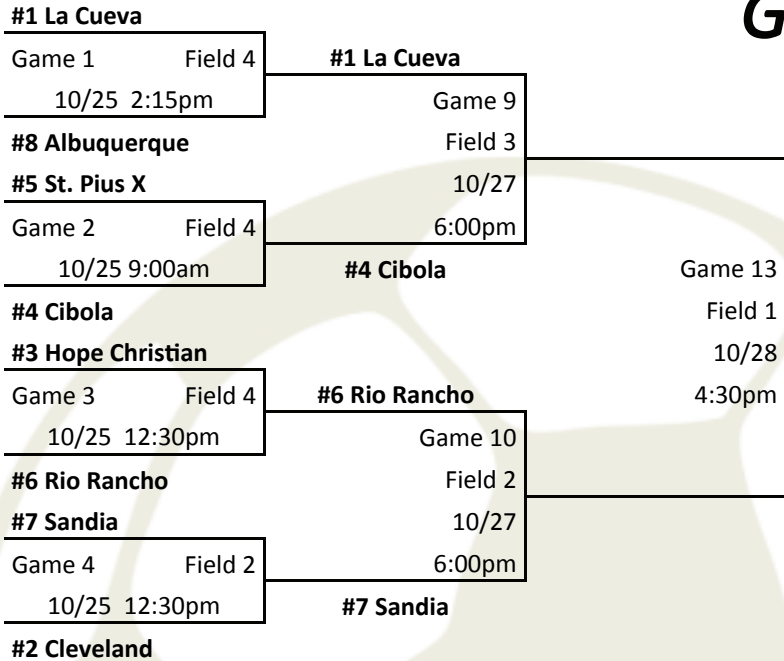 G
#1 La Cueva
Game 1 Field 4
10/25 2:15pm
#8 Albuquerque
#5 St. Pius X
Game 2 Field 4
10/25 9:00am
#4 Cibola
#3 Hope Christian
Game 3 Field 4
10/25 12:30pm
#6 Rio Rancho
#7 Sandia
Game 4 Field 2
10/25 12:30pm
#2 Cleveland
#1 La Cueva
Game 9
Field 3
10/27
6:00pm
#4 Cibola
#6 Rio Rancho
Game 10
Field 2
10/27
6:00pm
#7 Sandia
Game 13
Field 1
10/28
4:30pm